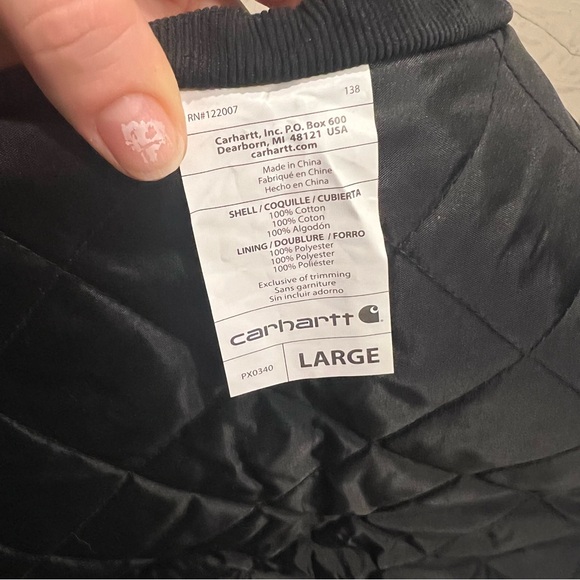 RN#122007 138
Carhartt, Inc. P.O. Box 600
Dearborn, MI 48121 USA
carhartt.com
Made in China
Fabriqué en Chine
Hecho en China
SHELL / COQUILLE / CUBIERTA
100% Cotton
100% Coton
100% Algodón
LINING / DOUBLURE / FORRO
100% Polyester
100% Polyester
100% Poliéster
Exclusive of trimming
Sans garniture
Sin incluir adorno
carhartt
PX0340 LARGE